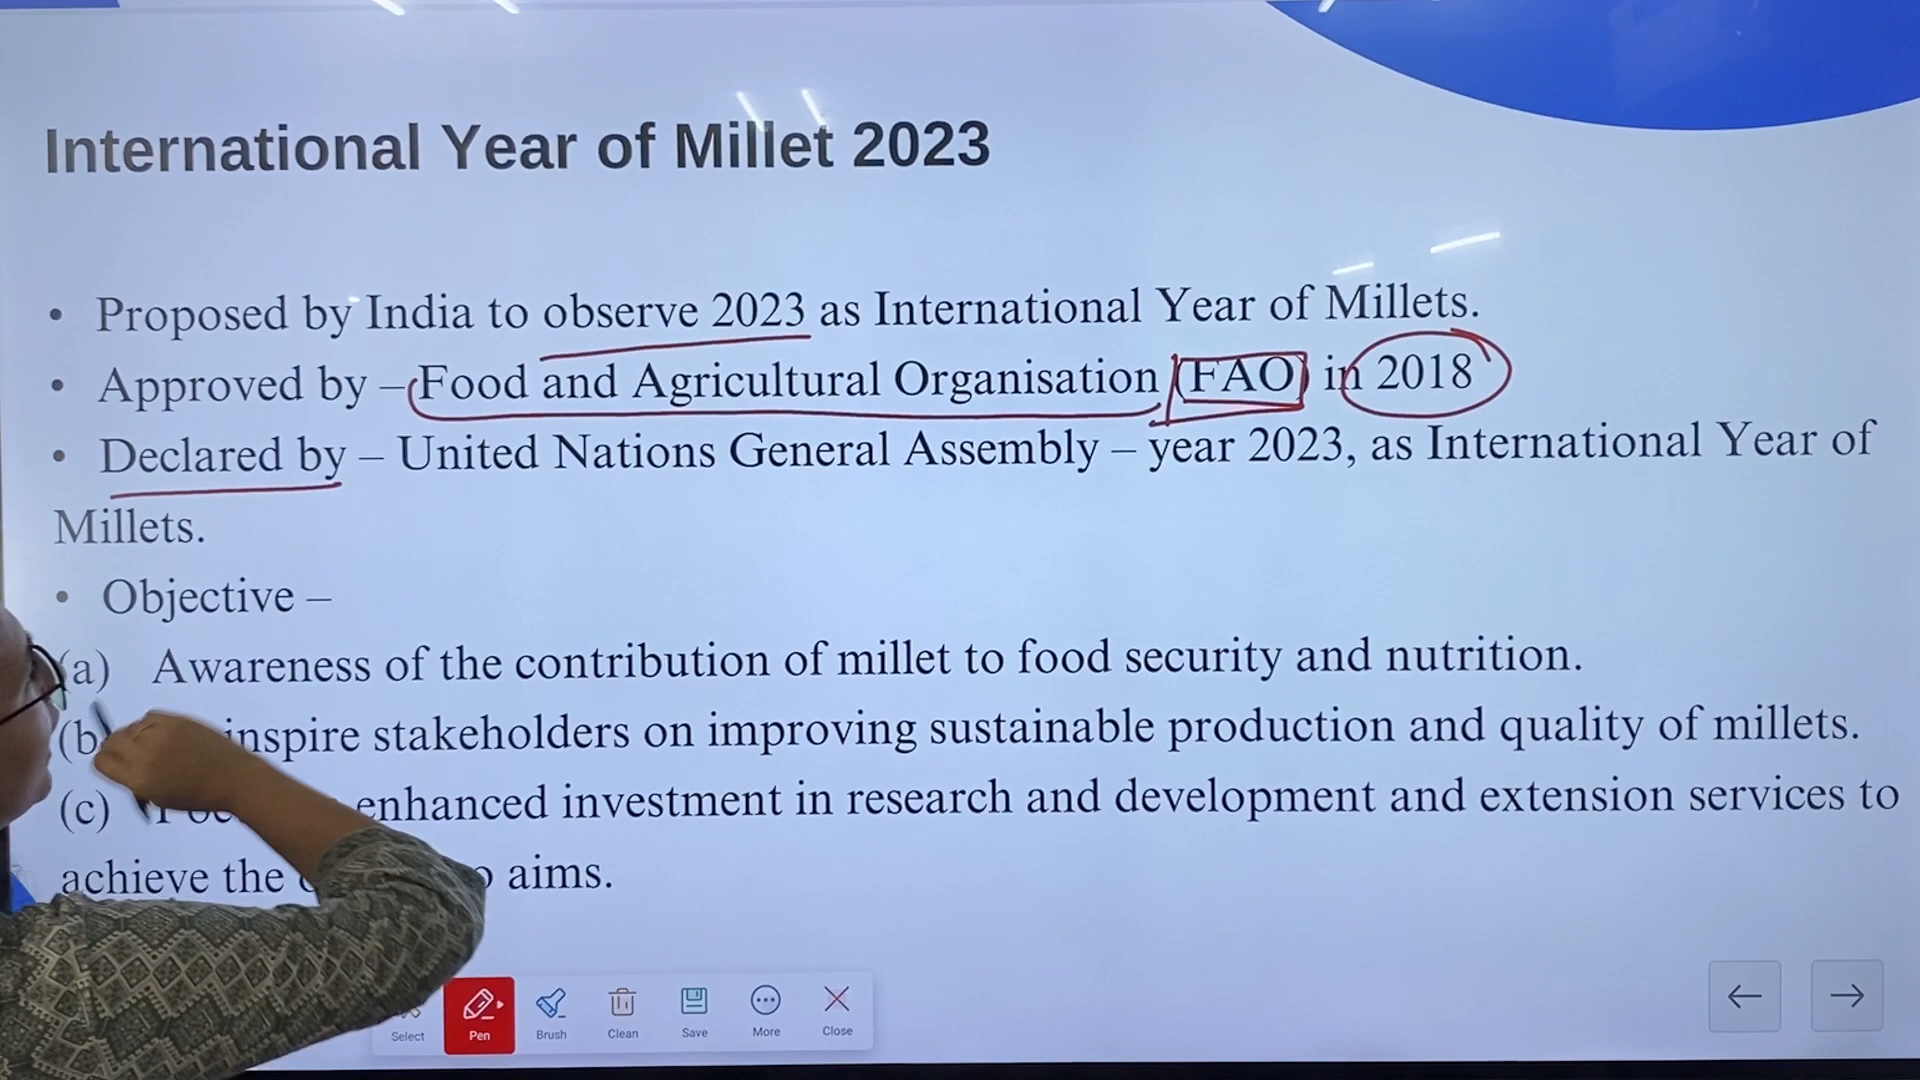 International Year of Millet 2023
• Proposed by India to observe 2023 as International Year of Millets.
• Approved by – Food and Agricultural Organisation (FAO) in 2018
• Declared by – United Nations General Assembly – year 2023, as International Year of
Millets.
• Objective –
(a) Awareness of the contribution of millet to food security and nutrition.
(b) inspire stakeholders on improving sustainable production and quality of millets.
(c) enhanced investment in research and development and extension services to
achieve the aims.
Select Pen Brush Clean Save More Close